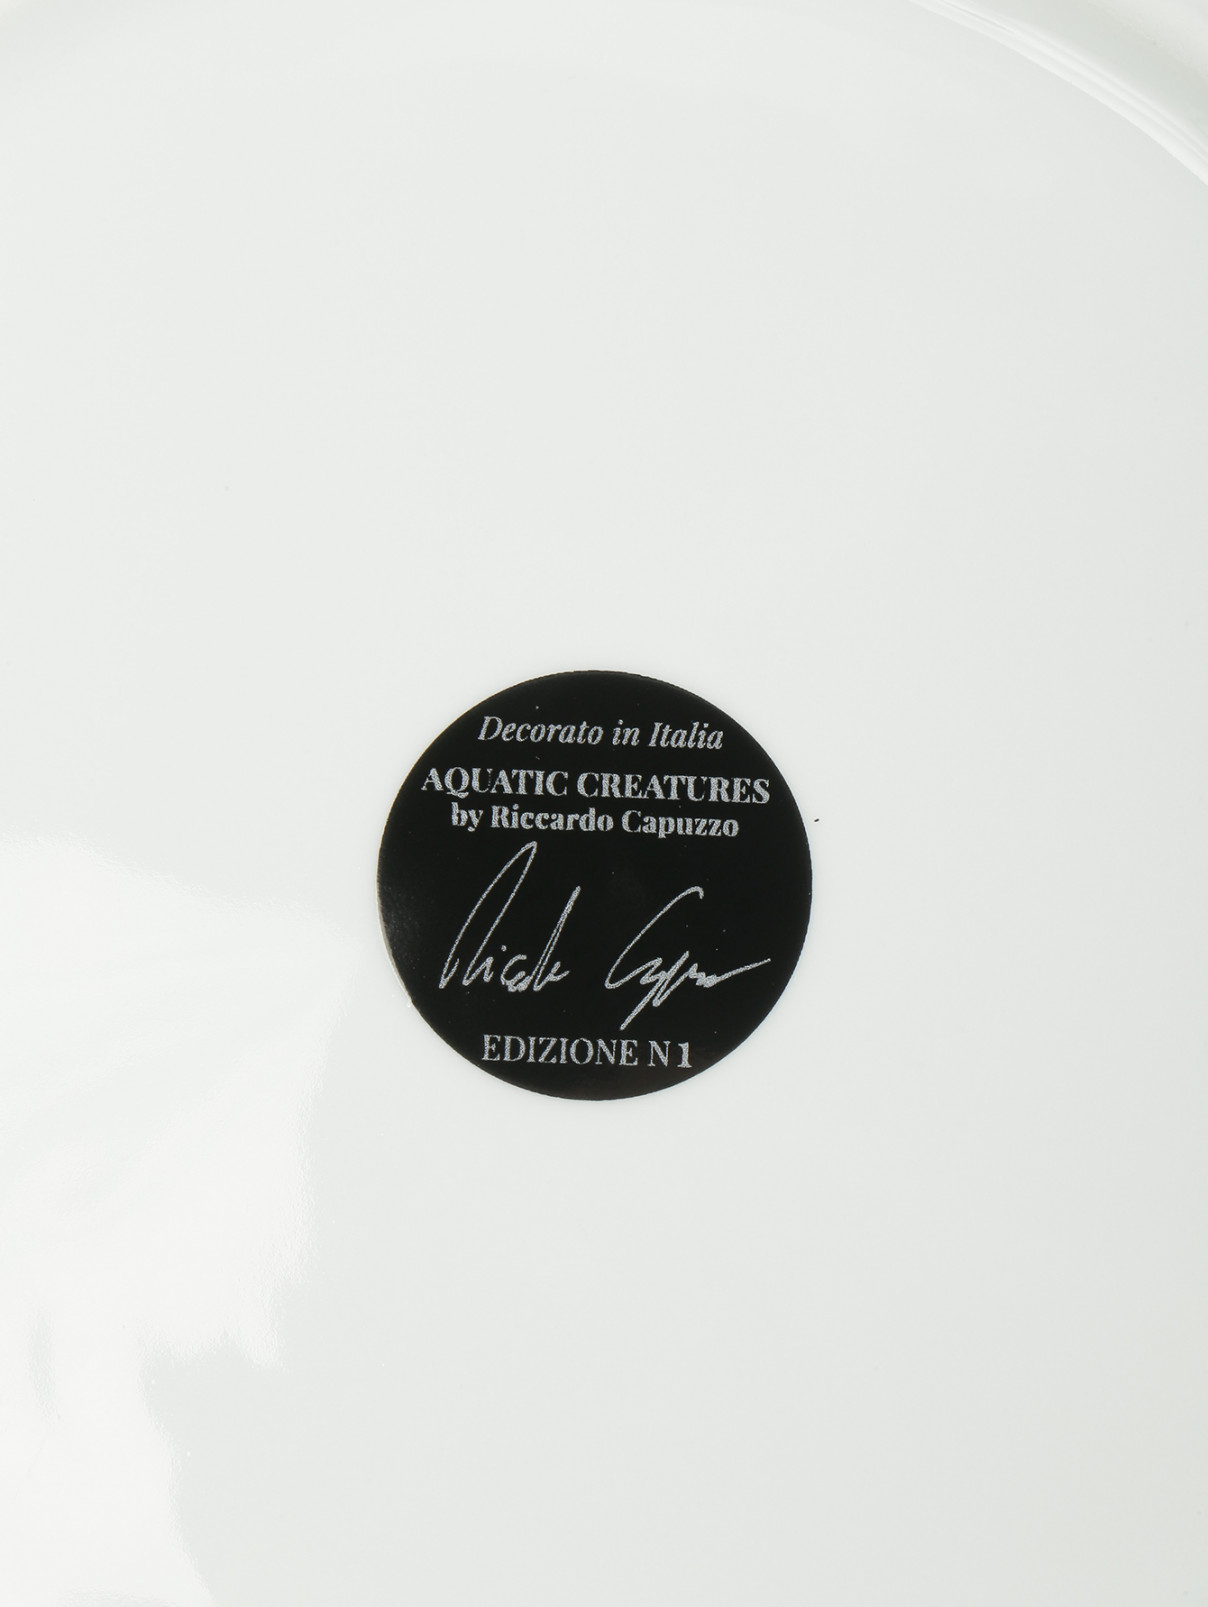 Decorato in Italia
AQUATIC CREATURES
by Riccardo Capuzzo
EDIZIONE N 1